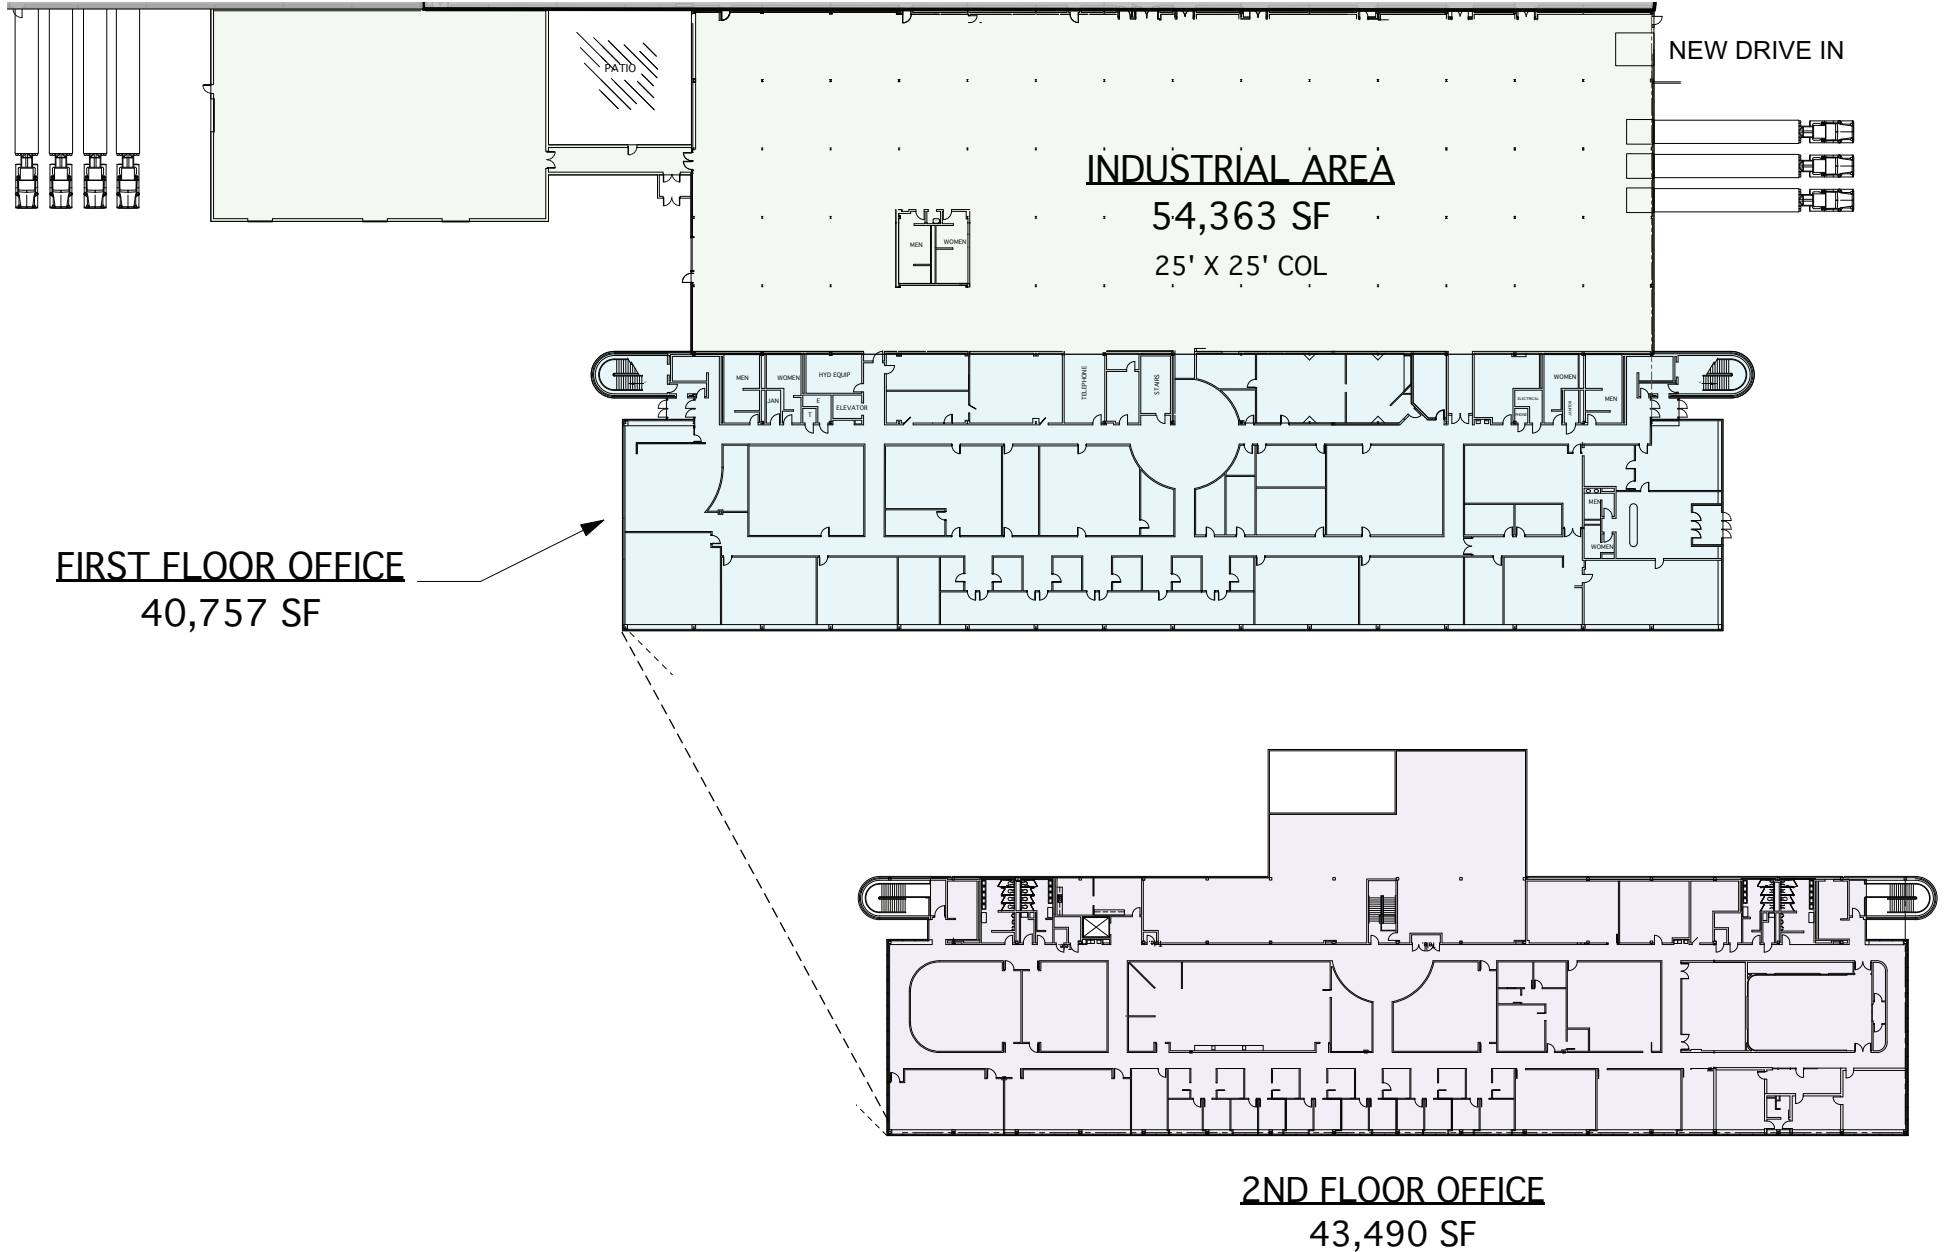 NEW DRIVE IN
PATIO
INDUSTRIAL AREA
54,363 SF
25' X 25' COL
MEN
WOMEN
MEN
WOMEN
HYD EQUIP
JAN
E
T
ELEVATOR
TELEPHONE
STAIRS
ELECTRICAL
PHONE
WOMEN
JANITOR
MEN
MEN
WOMEN
FIRST FLOOR OFFICE
40,757 SF
2ND FLOOR OFFICE
43,490 SF